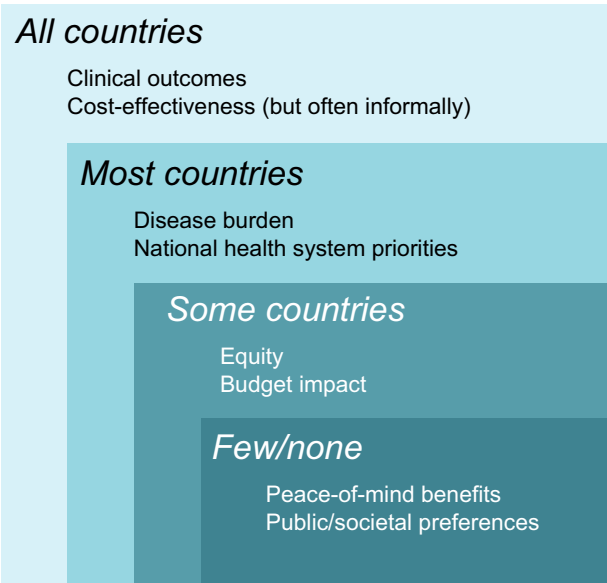 All countries
Clinical outcomes
Cost-effectiveness (but often informally)
Most countries
Disease burden
National health system priorities
Some countries
Equity
Budget impact
Few/none
Peace-of-mind benefits
Public/societal preferences